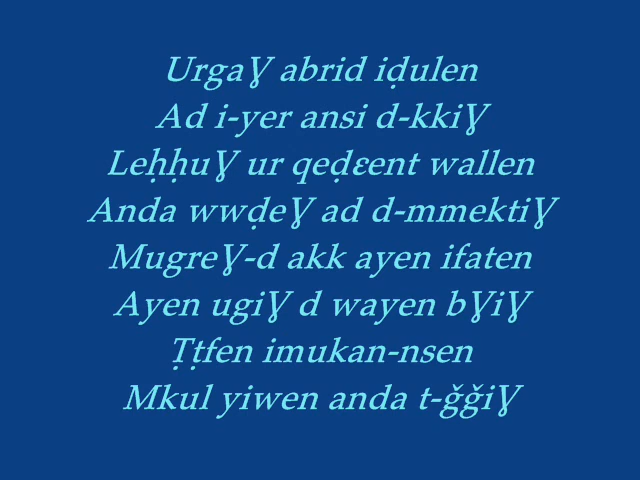 UrgaƔ abrid iḍulen
Ad i-yer ansi d-kkiƔ
LeḥḥuƔ ur qeḍɛent wallen
Anda wwḍeƔ ad d-mmektiƔ
MugreƔ-d akk ayen ifaten
Ayen ugiƔ d wayen bƔiƔ
Ṭṭfen imukan-nsen
Mkul yiwen anda t-ǧǧiƔ